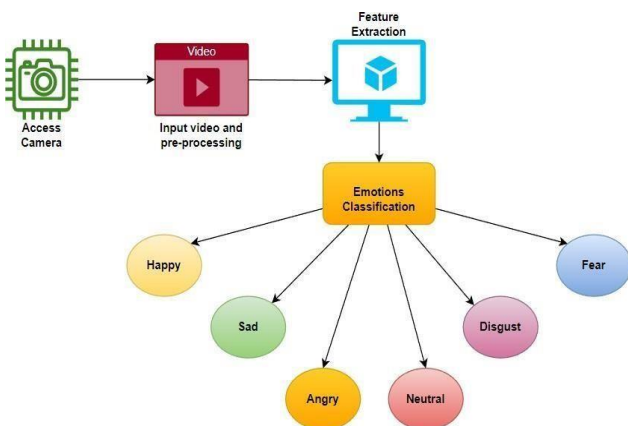 Feature
Extraction
Video
Access
Camera
Input video and
pre-processing
Emotions
Classification
Happy
Fear
Sad
Disgust
Angry
Neutral